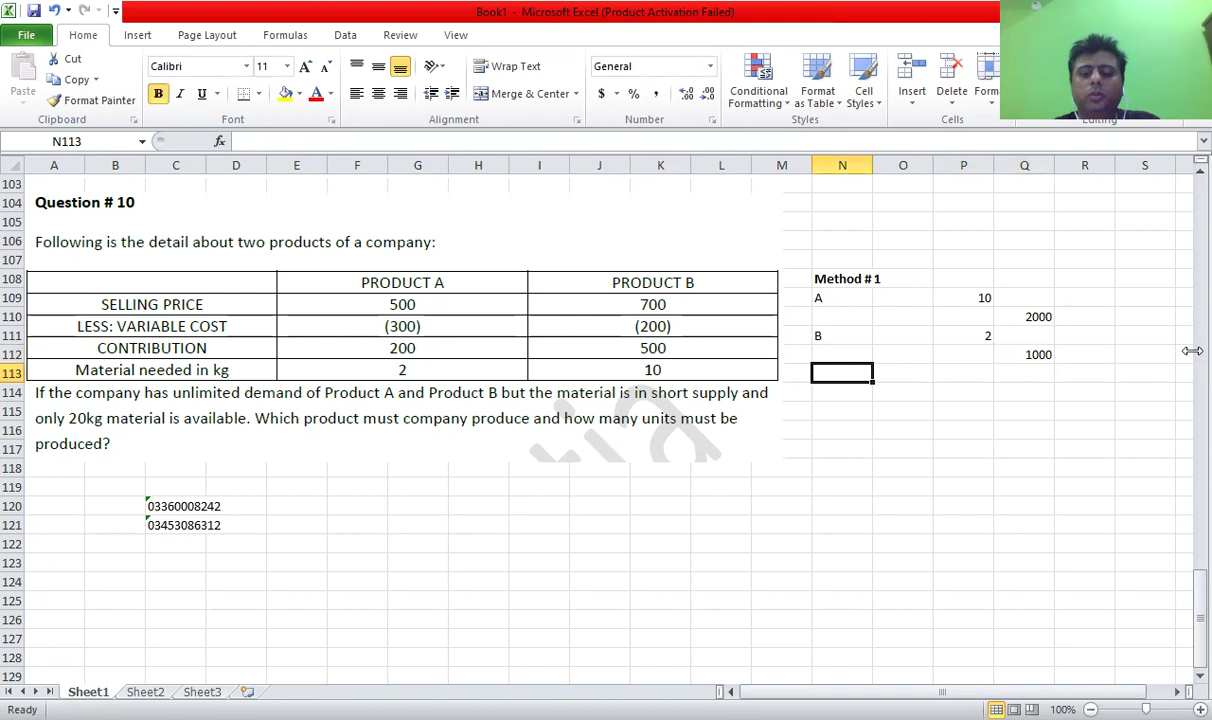 Book1 - Microsoft Excel (Product Activation Failed)
File Home Insert Page Layout Formulas Data Review View
Paste
Cut
Copy
Format Painter
Clipboard
Calibri 11
B I U
Font
Wrap Text
Merge & Center
Alignment
General
$ % ,
Number
Conditional Formatting
Format as Table
Cell Styles
Styles
Insert
Delete
Form
Cells
Editing
N113 fx
A B C D E F G H I J K L M N O P Q R S
103
104
105
106
107
108
109
110
111
112
113
114
115
116
117
118
119
120
121
122
123
124
125
126
127
128
129
Question # 10
Following is the detail about two products of a company:
PRODUCT A PRODUCT B
SELLING PRICE 500 700
LESS: VARIABLE COST (300) (200)
CONTRIBUTION 200 500
Material needed in kg 2 10
If the company has unlimited demand of Product A and Product B but the material is in short supply and
only 20kg material is available. Which product must company produce and how many units must be
produced?
Method # 1
A 10
2000
B 2
1000
03360008242
03453086312
Sheet1 Sheet2 Sheet3
Ready 100%